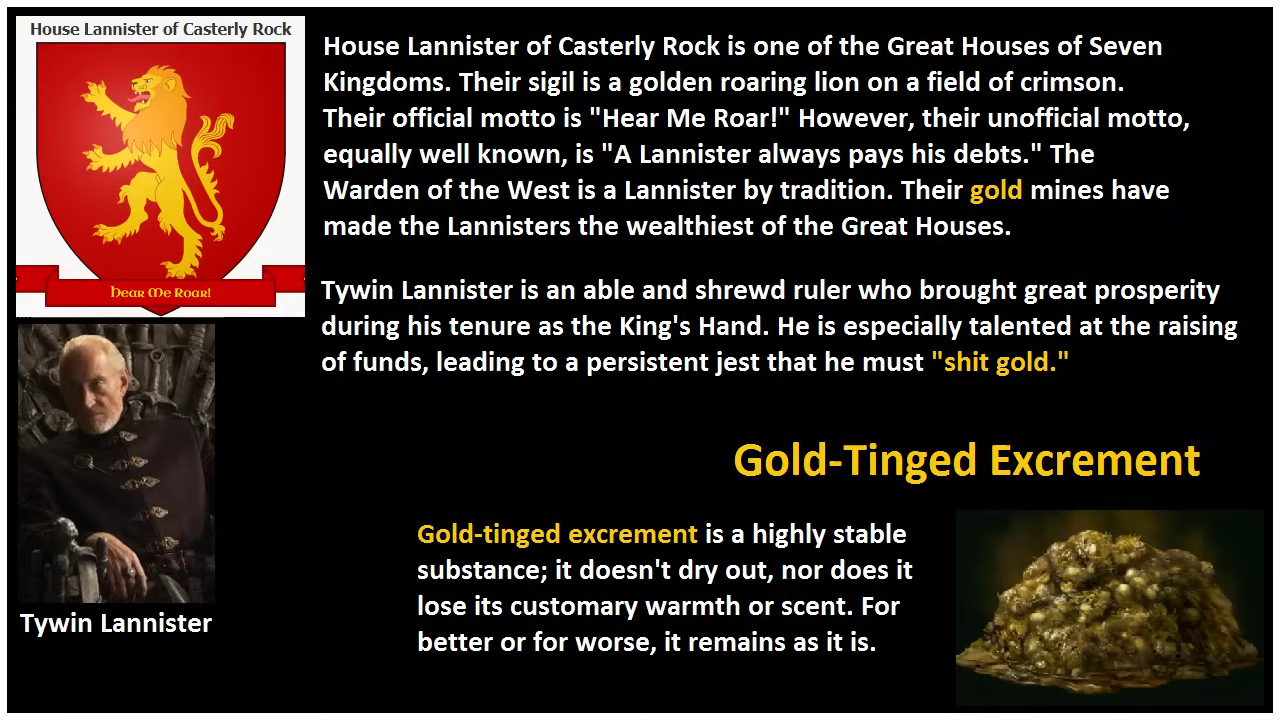 House Lannister of Casterly Rock
Hear Me Roar!
House Lannister of Casterly Rock is one of the Great Houses of Seven
Kingdoms. Their sigil is a golden roaring lion on a field of crimson.
Their official motto is "Hear Me Roar!" However, their unofficial motto,
equally well known, is "A Lannister always pays his debts." The
Warden of the West is a Lannister by tradition. Their gold mines have
made the Lannisters the wealthiest of the Great Houses.
Tywin Lannister is an able and shrewd ruler who brought great prosperity
during his tenure as the King's Hand. He is especially talented at the raising
of funds, leading to a persistent jest that he must "shit gold."
Tywin Lannister
Gold-Tinged Excrement
Gold-tinged excrement is a highly stable
substance; it doesn't dry out, nor does it
lose its customary warmth or scent. For
better or for worse, it remains as it is.